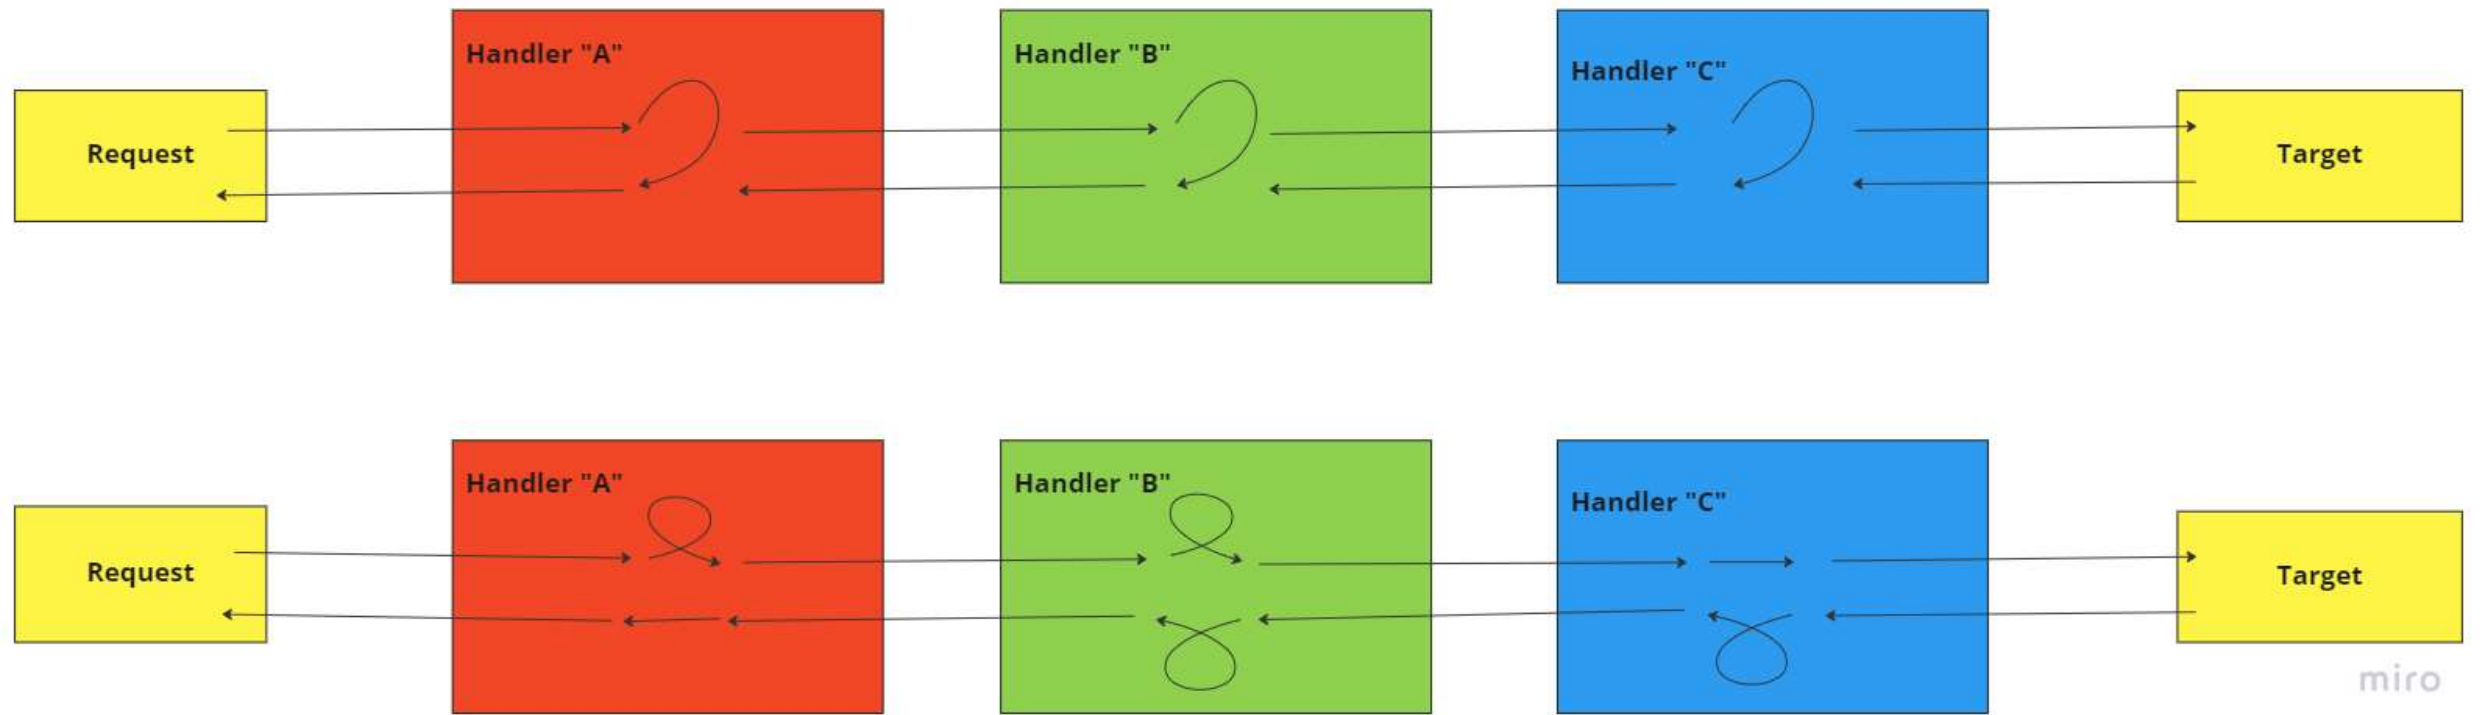 Handler "A"
Handler "B"
Handler "C"
Request
Target
Handler "A"
Handler "B"
Handler "C"
Request
Target
miro